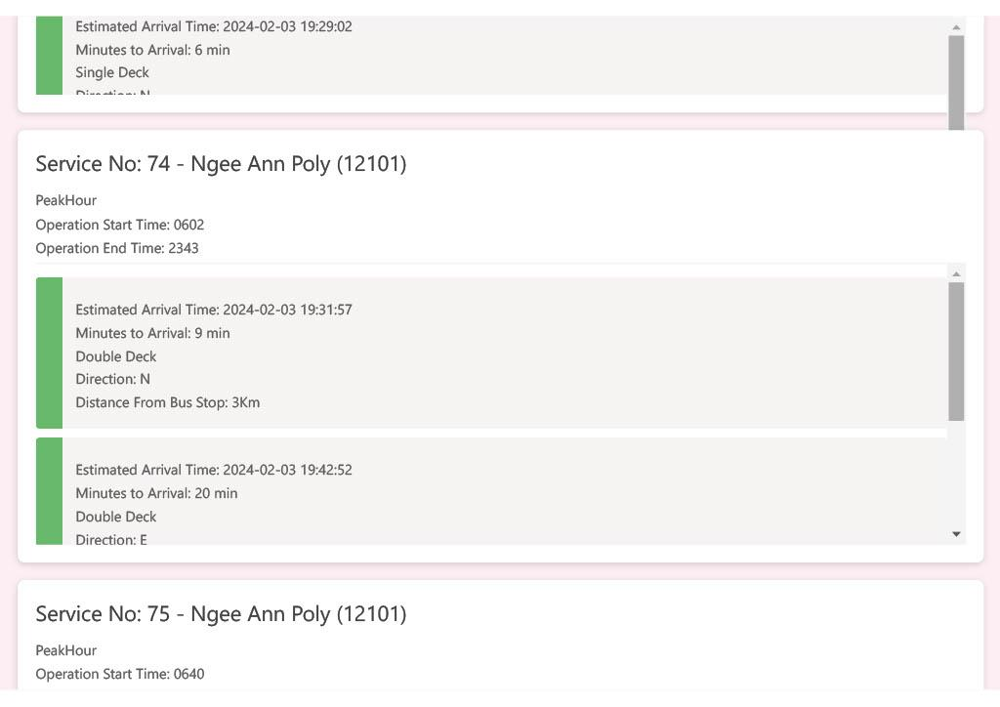 Estimated Arrival Time: 2024-02-03 19:29:02
Minutes to Arrival: 6 min
Single Deck
Direction: N
Service No: 74 - Ngee Ann Poly (12101)
PeakHour
Operation Start Time: 0602
Operation End Time: 2343
Estimated Arrival Time: 2024-02-03 19:31:57
Minutes to Arrival: 9 min
Double Deck
Direction: N
Distance From Bus Stop: 3Km
Estimated Arrival Time: 2024-02-03 19:42:52
Minutes to Arrival: 20 min
Double Deck
Direction: E
Service No: 75 - Ngee Ann Poly (12101)
PeakHour
Operation Start Time: 0640